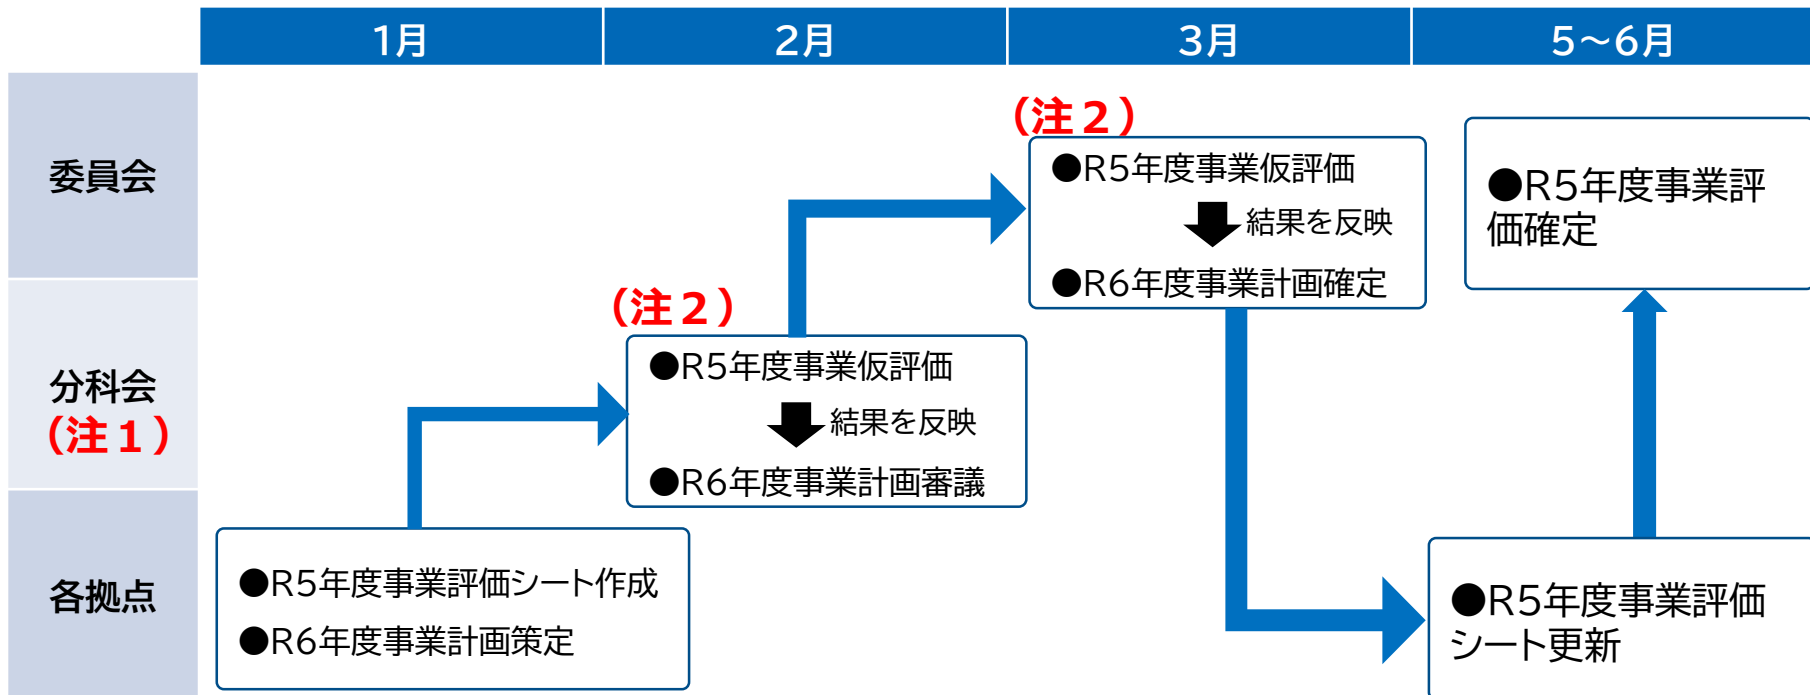 1月
2月
3月
5～6月
委員会
(注２)
●R5年度事業仮評価
結果を反映
●R6年度事業計画確定
●R5年度事業評
価確定
分科会
(注１)
(注２)
●R5年度事業仮評価
結果を反映
●R6年度事業計画審議
各拠点
●R5年度事業評価シート作成
●R6年度事業計画策定
●R5年度事業評価
シート更新